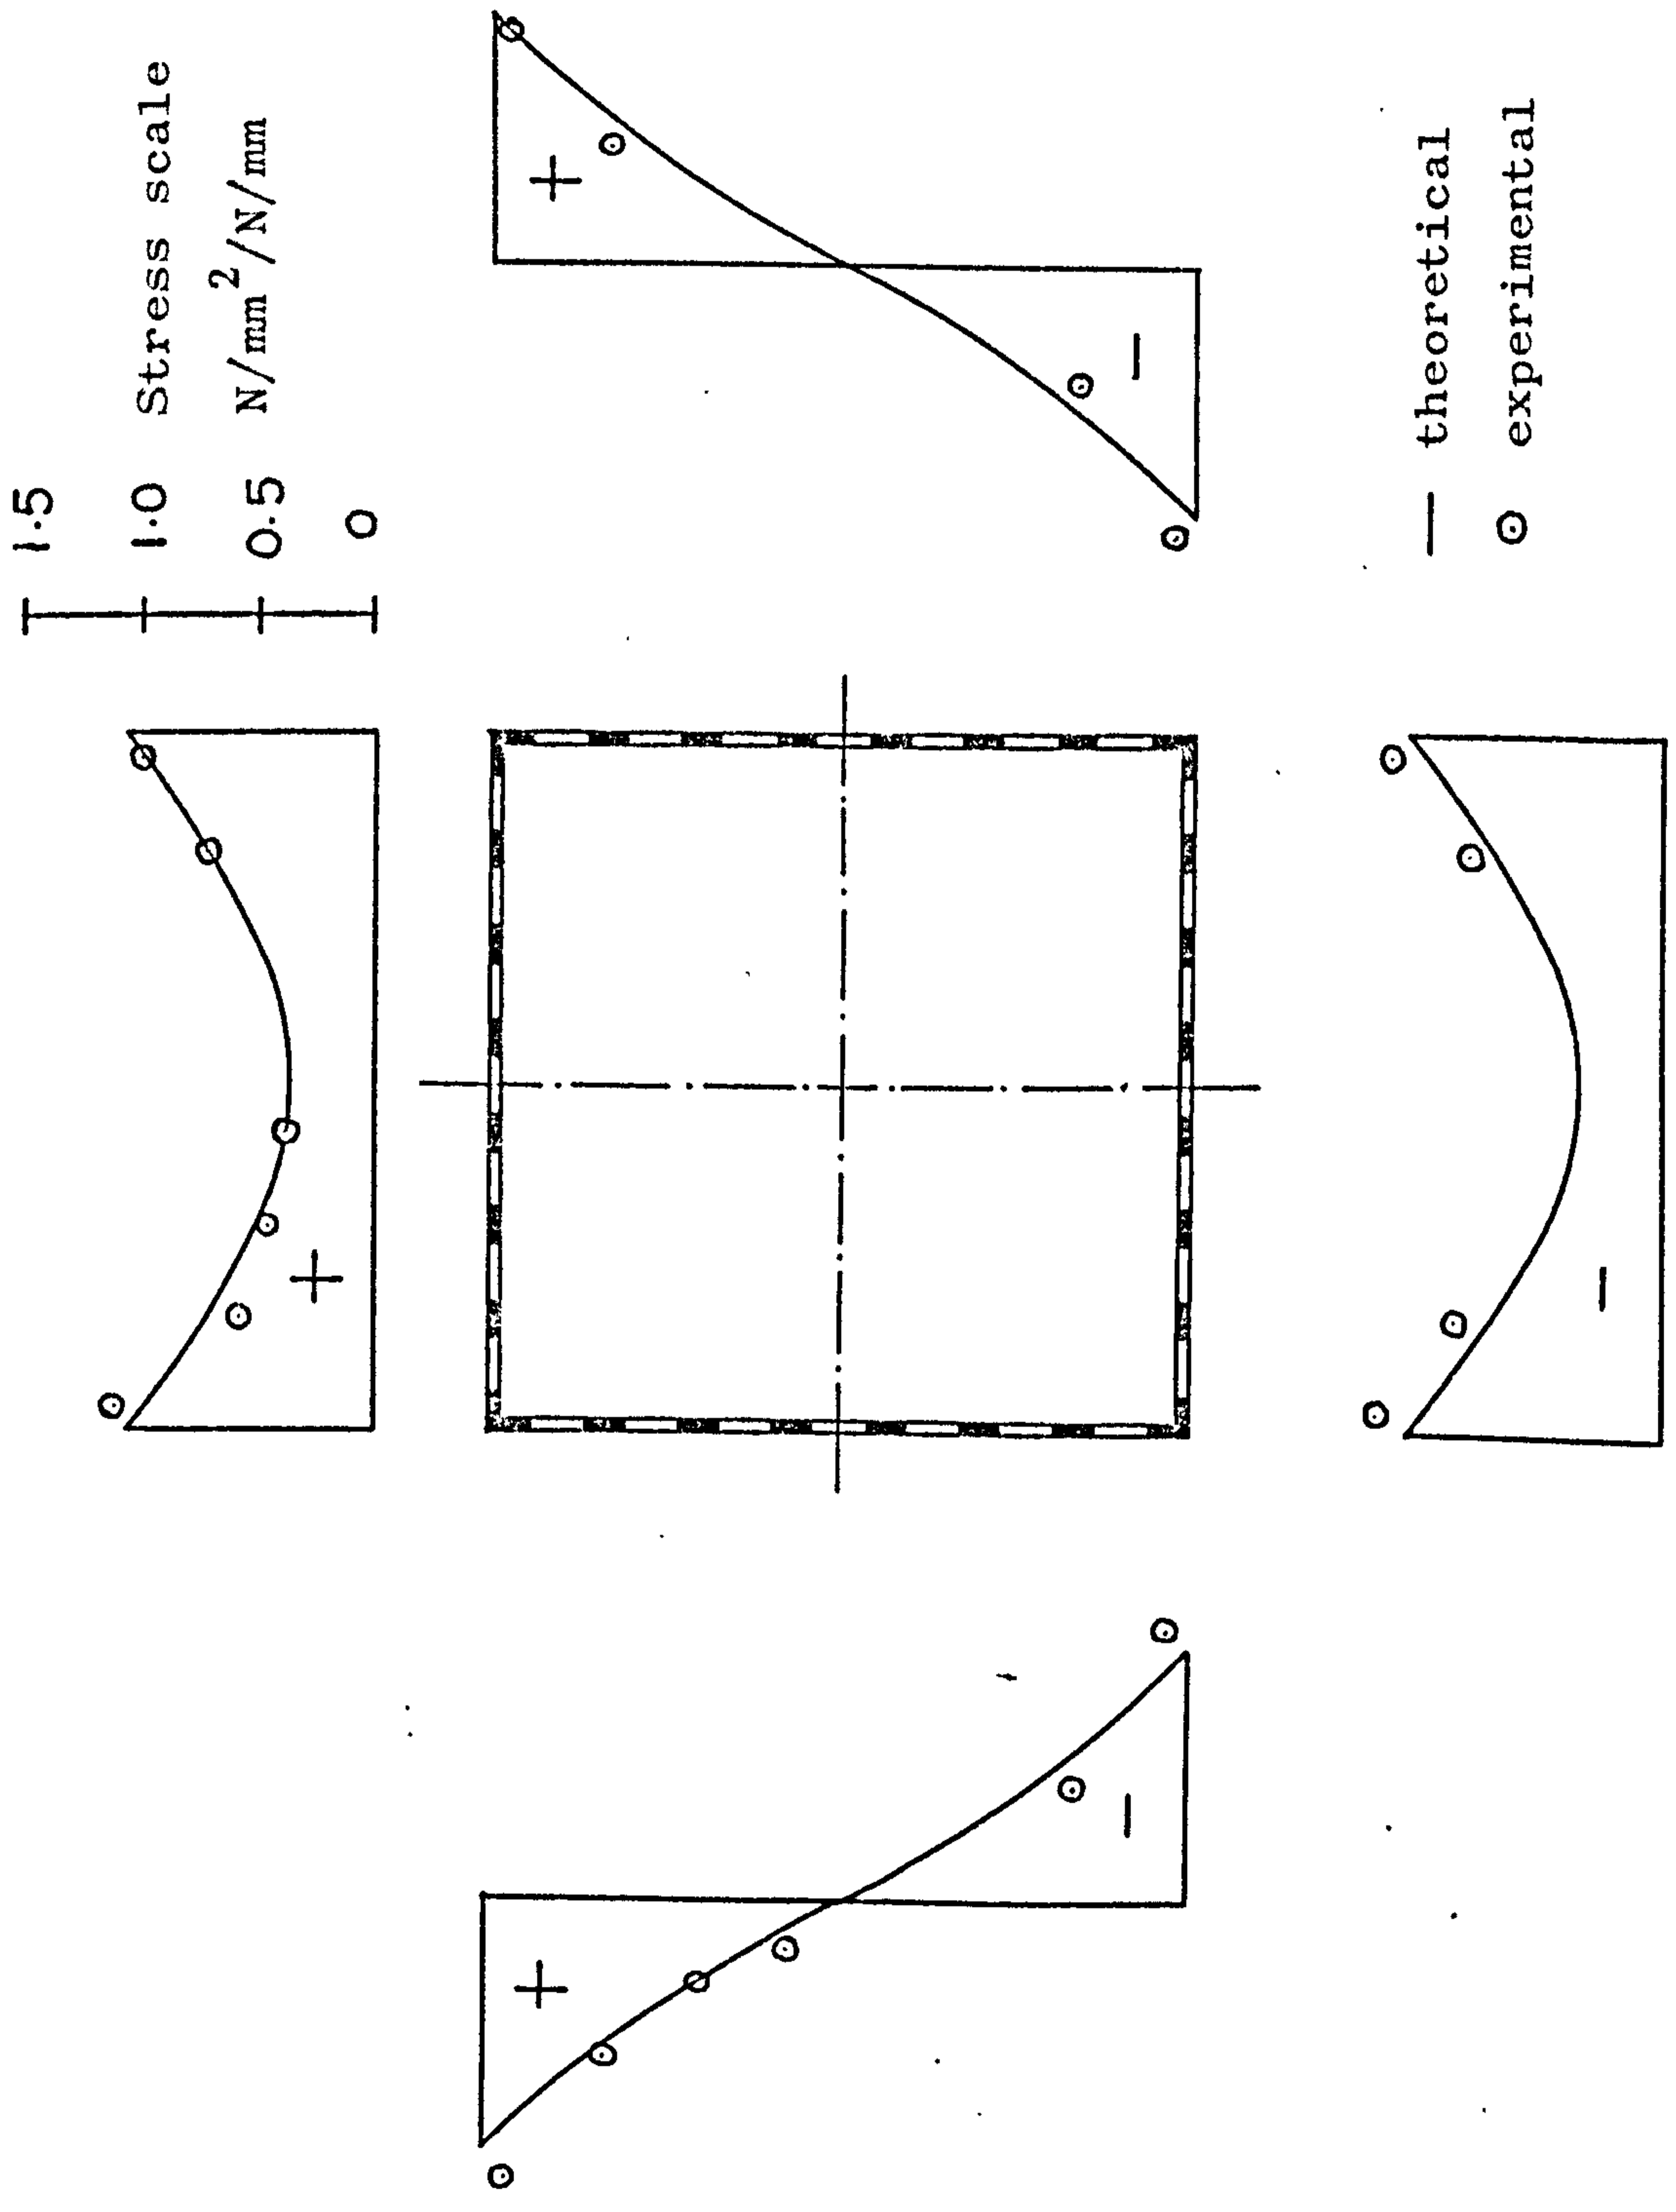 1.5
1.0
0.5
0
Stress scale
N/mm²/N/mm
+
+
+
−
−
−
— theoretical
⊙ experimental